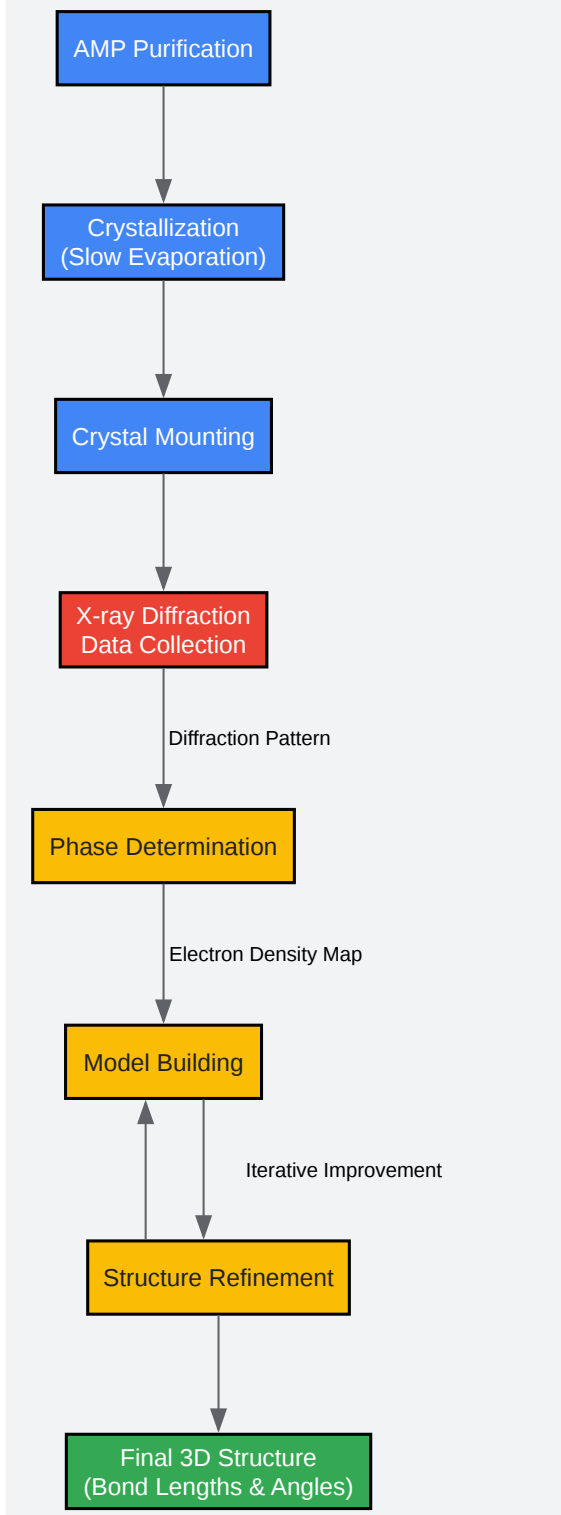 AMP Purification
Crystallization
(Slow Evaporation)
Crystal Mounting
X-ray Diffraction
Data Collection
Diffraction Pattern
Phase Determination
Electron Density Map
Model Building
Iterative Improvement
Structure Refinement
Final 3D Structure
(Bond Lengths & Angles)